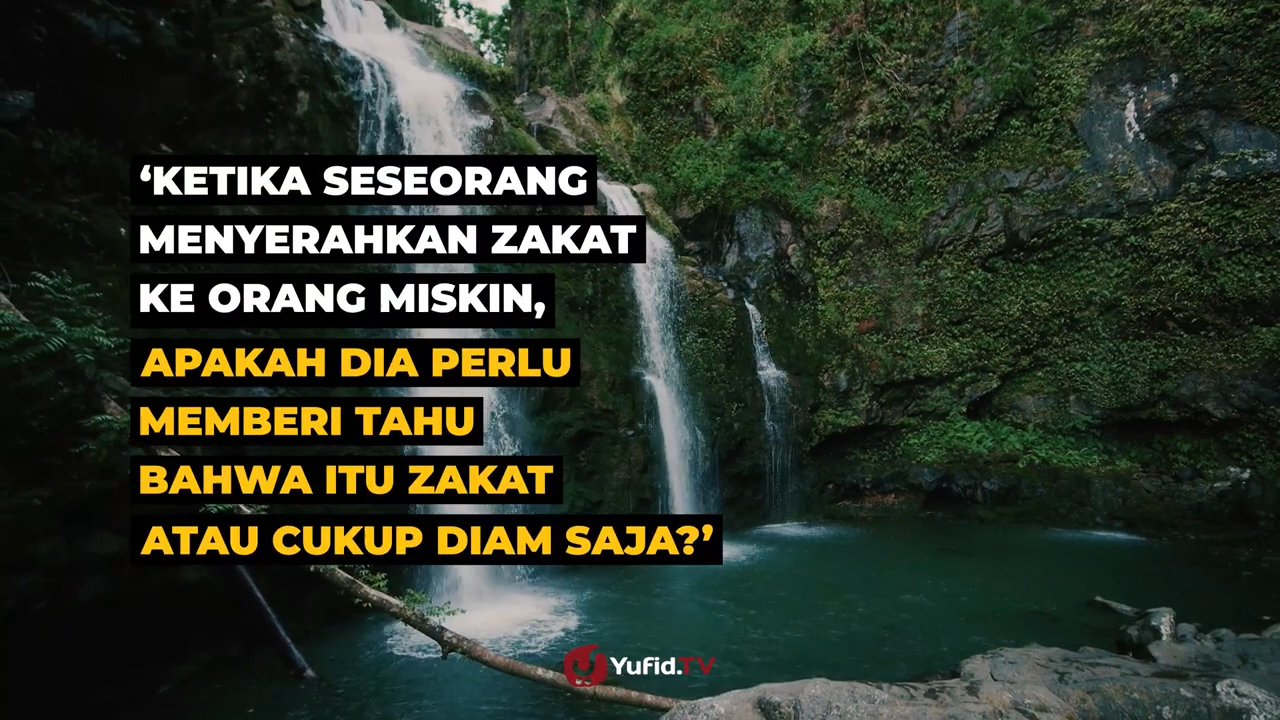 ‘KETIKA SESEORANG
MENYERAHKAN ZAKAT
KE ORANG MISKIN,
APAKAH DIA PERLU
MEMBERI TAHU
BAHWA ITU ZAKAT
ATAU CUKUP DIAM SAJA?’
Yufid.TV